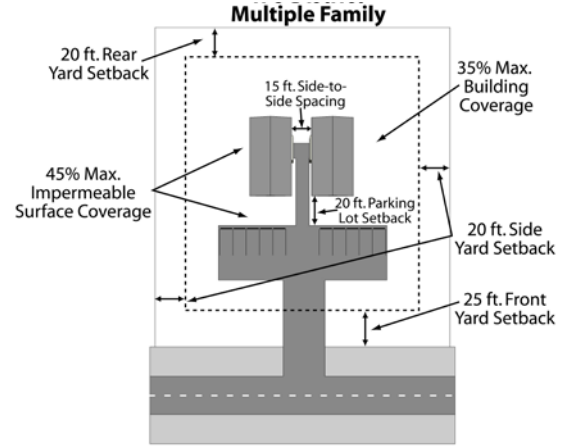 Multiple Family
20 ft. Rear
Yard Setback
15 ft. Side-to-
Side Spacing
35% Max.
Building
Coverage
45% Max.
Impermeable
Surface Coverage
20 ft. Parking
Lot Setback
20 ft. Side
Yard Setback
25 ft. Front
Yard Setback